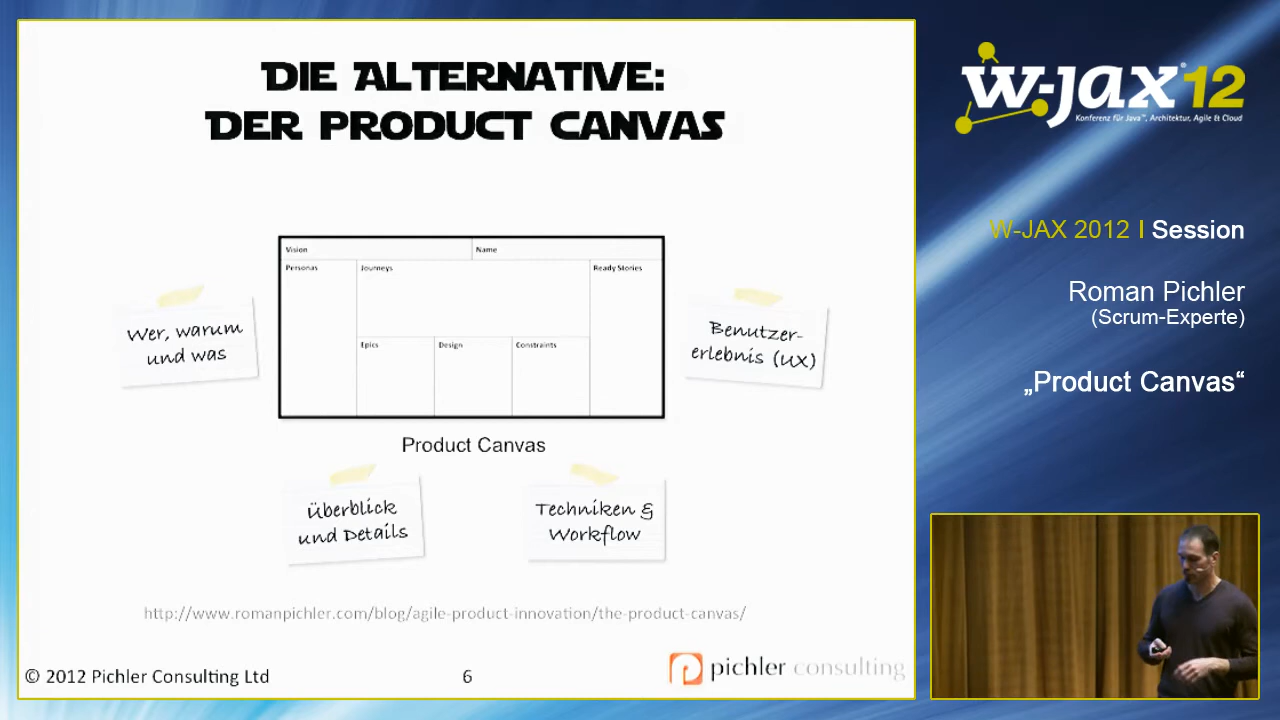 Die Alternative:
Der Product Canvas
Vision
Name
Personas
Journeys
Ready Stories
Epics
Design
Constraints
Wer, warum
und was
Benutzer-
erlebnis (UX)
Product Canvas
Überblick
und Details
Techniken &
Workflow
http://www.romanpichler.com/blog/agile-product-innovation/the-product-canvas/
© 2012 Pichler Consulting Ltd
6
pichler consulting
W-JAX 12
Konferenz für Java™, Architektur, Agile & Cloud
W-JAX 2012 I Session
Roman Pichler
(Scrum-Experte)
„Product Canvas“